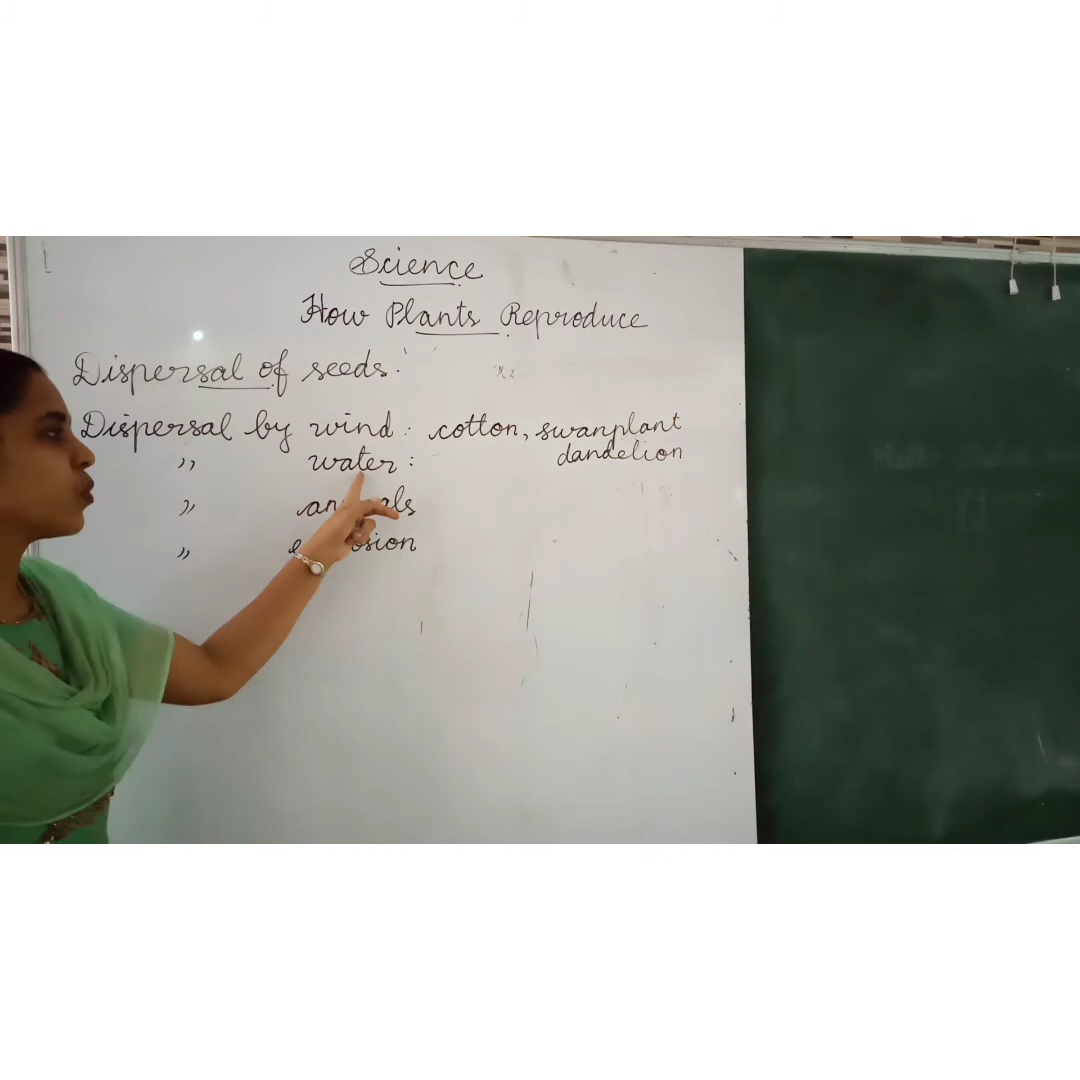 Science
How Plants Reproduce
Dispersal of seeds:
Dispersal by wind: cotton, swanplant
dandelion
,, water:
,,
,,